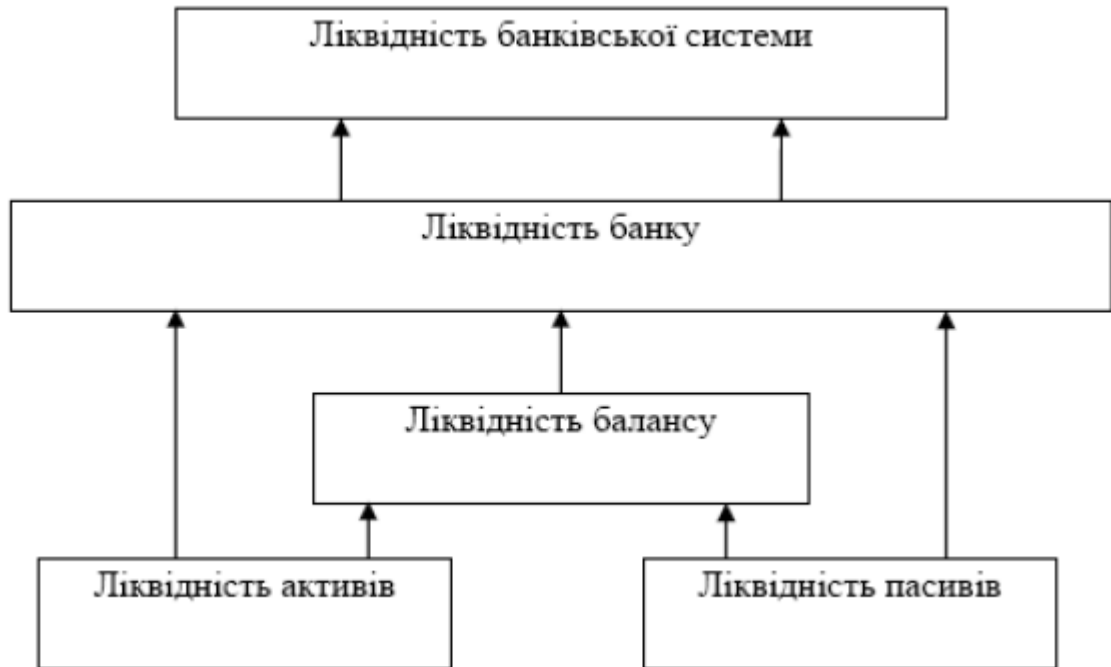 Ліквідність банківської системи
Ліквідність банку
Ліквідність балансу
Ліквідність активів
Ліквідність пасивів